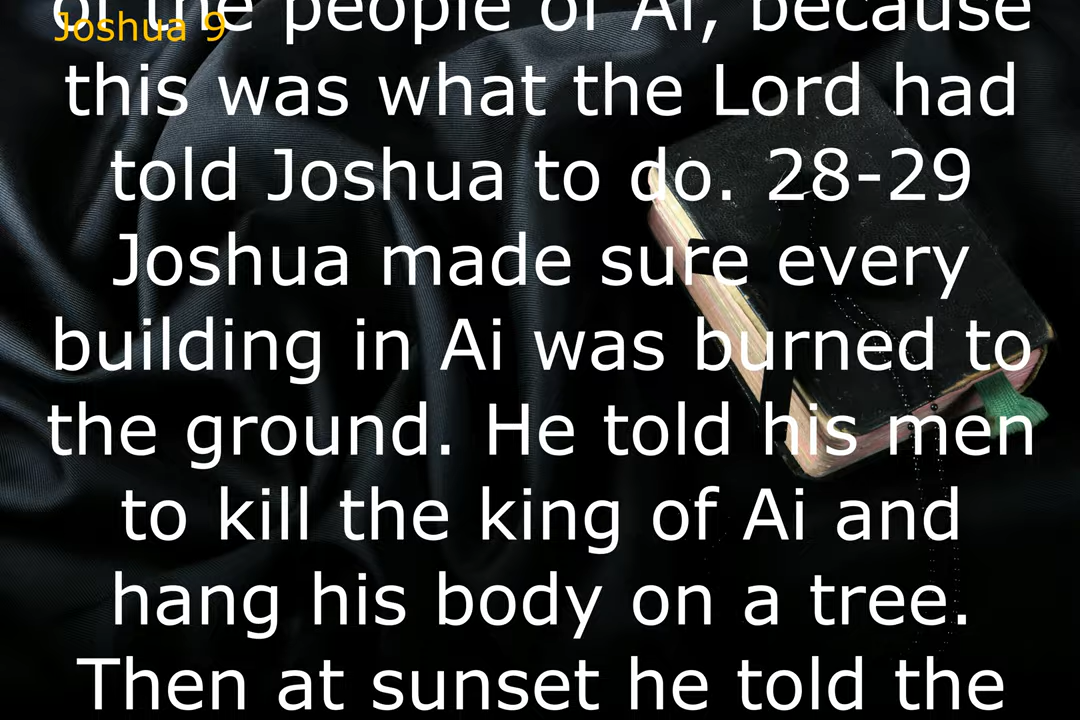 Joshua 9
of the people of Ai, because
this was what the Lord had
told Joshua to do. 28-29
Joshua made sure every
building in Ai was burned to
the ground. He told his men
to kill the king of Ai and
hang his body on a tree.
Then at sunset he told the